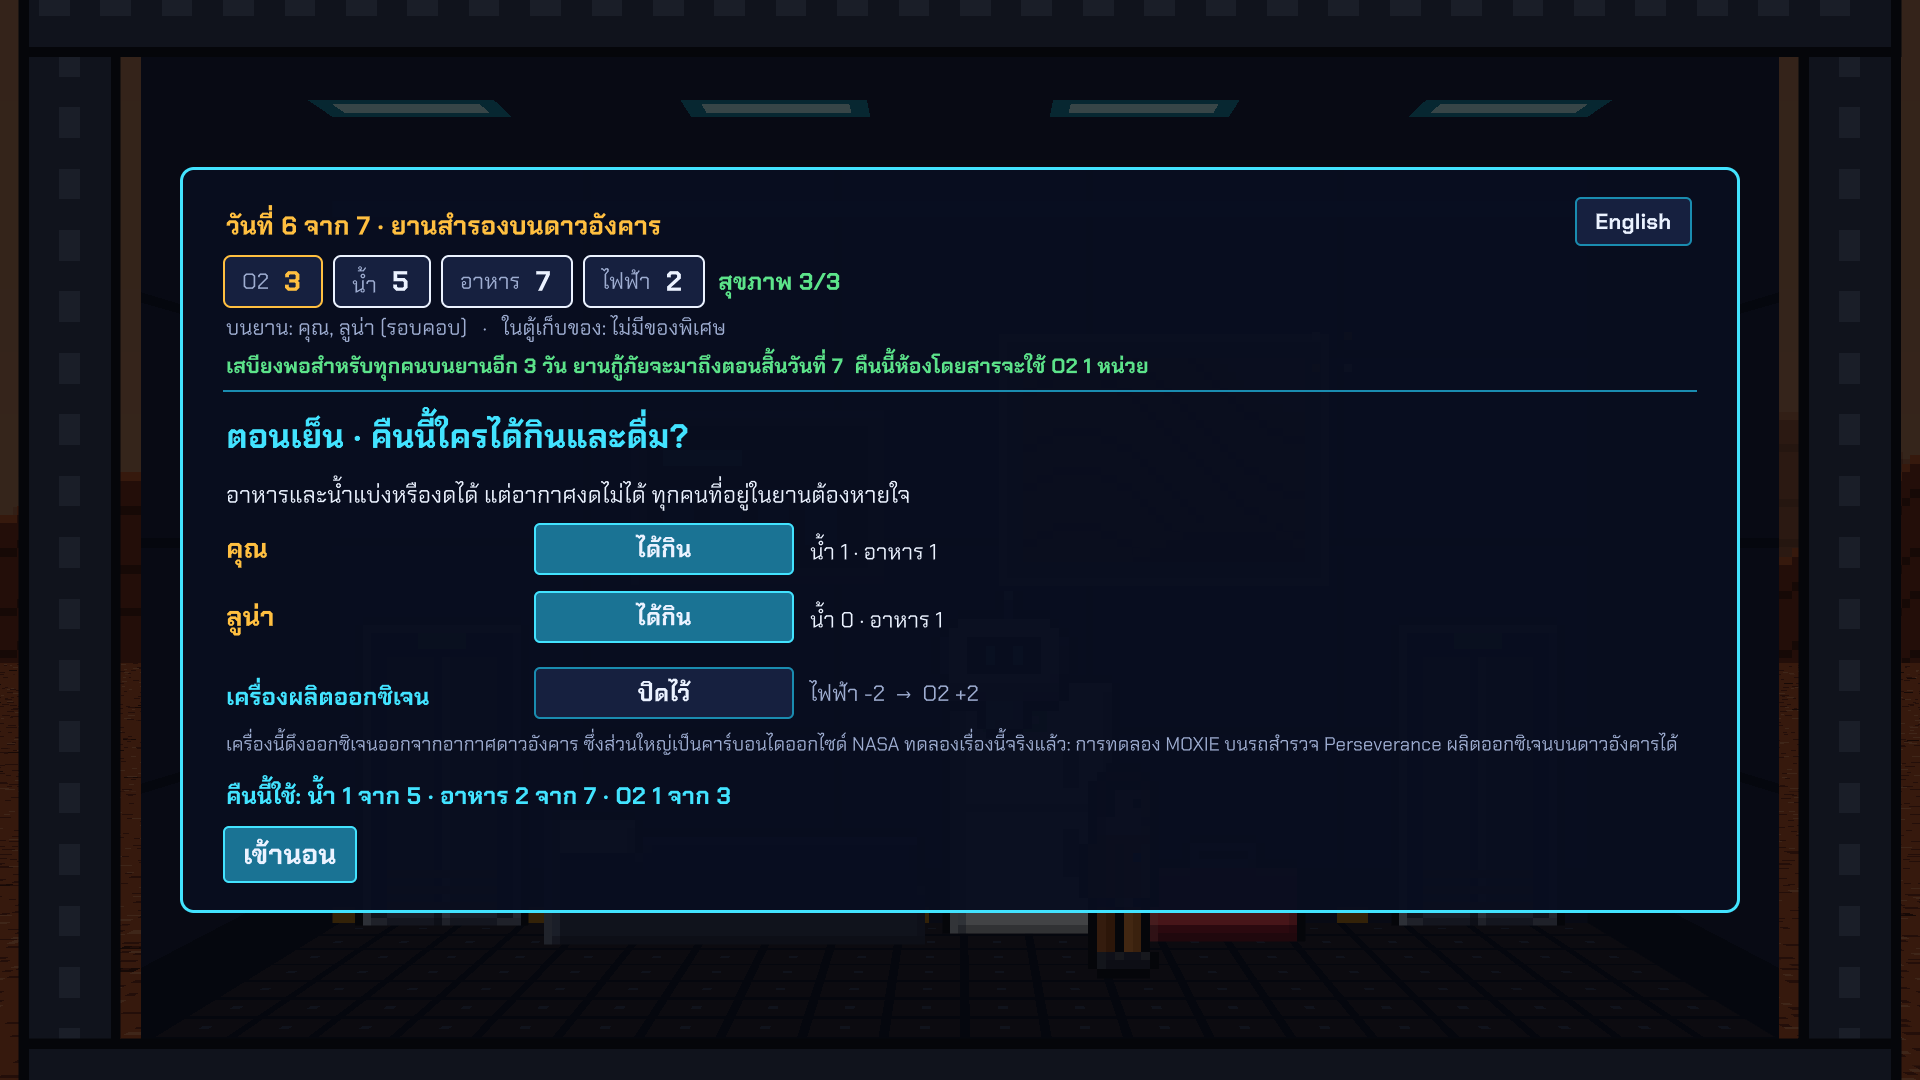 วันที่ 6 จาก 7 · ยานสำรองบนดาวอังคาร
English
O2 3 น้ำ 5 อาหาร 7 ไฟฟ้า 2 สุขภาพ 3/3
บนยาน: คุณ, ลูน่า (รอบคอบ) · ในตู้เก็บของ: ไม่มีของพิเศษ
เสบียงพอสำหรับทุกคนบนยานอีก 3 วัน ยานกู้ภัยจะมาถึงตอนสิ้นวันที่ 7 คืนนี้ห้องโดยสารจะใช้ O2 1 หน่วย
ตอนเย็น · คืนนี้ใครได้กินและดื่ม?
อาหารและน้ำแบ่งหรืองดได้ แต่อากาศงดไม่ได้ ทุกคนที่อยู่ในยานต้องหายใจ
คุณ ได้กิน น้ำ 1 · อาหาร 1
ลูน่า ได้กิน น้ำ 0 · อาหาร 1
เครื่องผลิตออกซิเจน ปิดไว้ ไฟฟ้า -2 → O2 +2
เครื่องนี้ดึงออกซิเจนออกจากอากาศดาวอังคาร ซึ่งส่วนใหญ่เป็นคาร์บอนไดออกไซด์ NASA ทดลองเรื่องนี้จริงแล้ว: การทดลอง MOXIE บนรถสำรวจ Perseverance ผลิตออกซิเจนบนดาวอังคารได้
คืนนี้ใช้: น้ำ 1 จาก 5 · อาหาร 2 จาก 7 · O2 1 จาก 3
เข้านอน